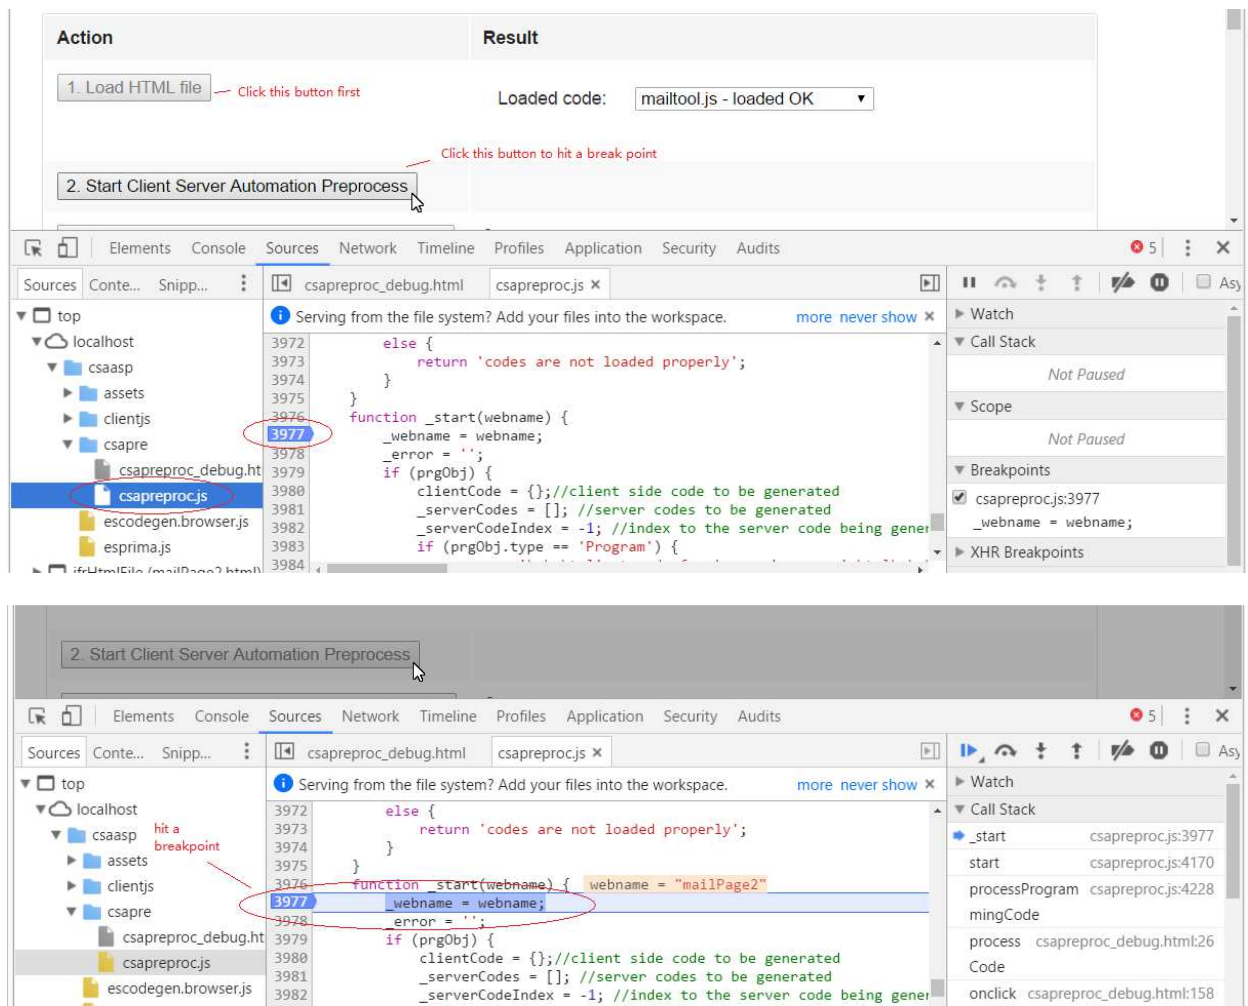 Action Result
1. Load HTML file Click this button first
Loaded code: mailtool.js - loaded OK
Click this button to hit a break point
2. Start Client Server Automation Preprocess
Elements Console Sources Network Timeline Profiles Application Security Audits 5
Sources Conte... Snipp... csapreproc_debug.html csapreproc.js × Asy
top
Serving from the file system? Add your files into the workspace. more never show ×
Watch
localhost
csaasp
assets
clientjs
csapre
csapreproc_debug.ht
csapreproc.js
escodegen.browser.js
esprima.js
ifrHtmlFile (mailPage2.html)
3972 else {
3973 return 'codes are not loaded properly';
3974 }
3975 }
3976 function _start(webname) {
3977 _webname = webname;
3978 _error = '';
3979 if (prgObj) {
3980 clientCode = {};//client side code to be generated
3981 _serverCodes = []; //server codes to be generated
3982 _serverCodeIndex = -1; //index to the server code being gener
3983 if (prgObj.type == 'Program') {
3984
Call Stack
Not Paused
Scope
Not Paused
Breakpoints
csapreproc.js:3977
_webname = webname;
XHR Breakpoints
2. Start Client Server Automation Preprocess
Elements Console Sources Network Timeline Profiles Application Security Audits 5
Sources Conte... Snipp... csapreproc_debug.html csapreproc.js × Asy
top
Serving from the file system? Add your files into the workspace. more never show ×
Watch
localhost
csaasp
hit a
breakpoint
assets
clientjs
csapre
csapreproc_debug.ht
csapreproc.js
escodegen.browser.js
3972 else {
3973 return 'codes are not loaded properly';
3974 }
3975 }
3976 function _start(webname) { webname = "mailPage2"
3977 _webname = webname;
3978 _error = '';
3979 if (prgObj) {
3980 clientCode = {};//client side code to be generated
3981 _serverCodes = []; //server codes to be generated
3982 _serverCodeIndex = -1; //index to the server code being gener
Call Stack
_start csapreproc.js:3977
start csapreproc.js:4170
processProgram csapreproc.js:4228
mingCode
process csapreproc_debug.html:26
Code
onclick csapreproc_debug.html:158